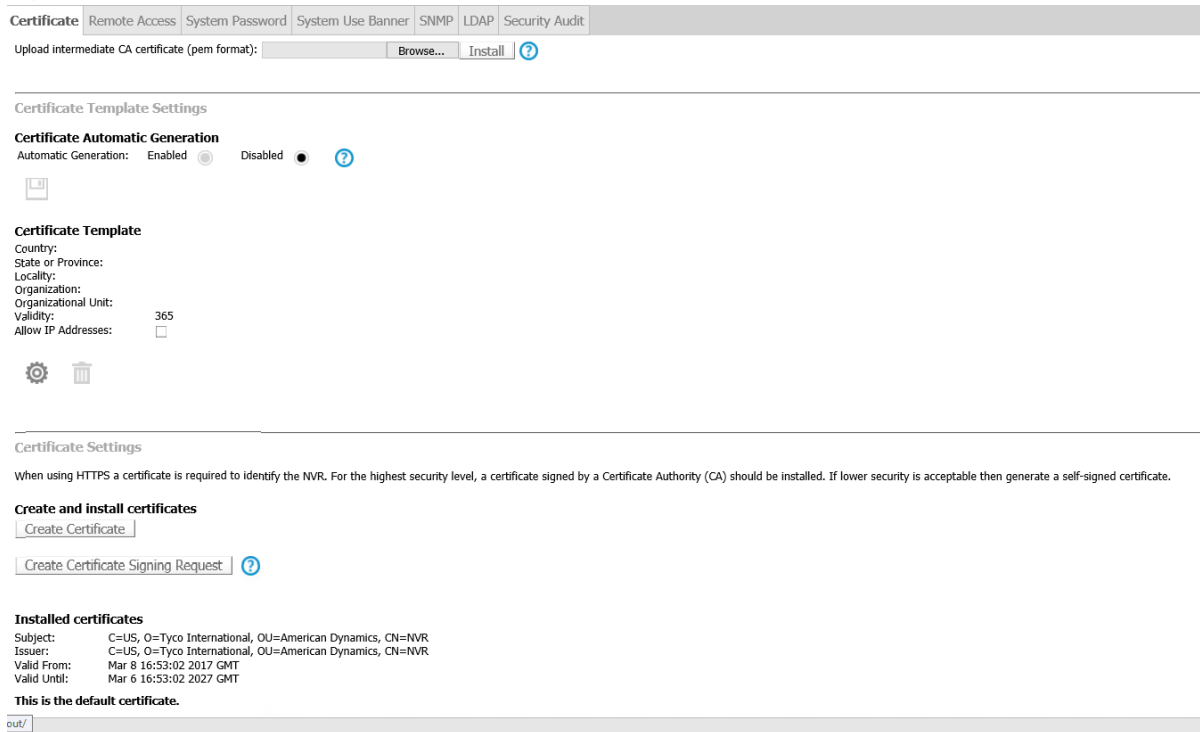 Certificate Remote Access System Password System Use Banner SNMP LDAP Security Audit
Upload intermediate CA certificate (pem format): Browse... Install ?
Certificate Template Settings
Certificate Automatic Generation
Automatic Generation: Enabled Disabled ?
Certificate Template
Country:
State or Province:
Locality:
Organization:
Organizational Unit:
Validity: 365
Allow IP Addresses:
Certificate Settings
When using HTTPS a certificate is required to identify the NVR. For the highest security level, a certificate signed by a Certificate Authority (CA) should be installed. If lower security is acceptable then generate a self-signed certificate.
Create and install certificates
Create Certificate
Create Certificate Signing Request ?
Installed certificates
Subject: C=US, O=Tyco International, OU=American Dynamics, CN=NVR
Issuer: C=US, O=Tyco International, OU=American Dynamics, CN=NVR
Valid From: Mar 8 16:53:02 2017 GMT
Valid Until: Mar 6 16:53:02 2027 GMT
This is the default certificate.
out/